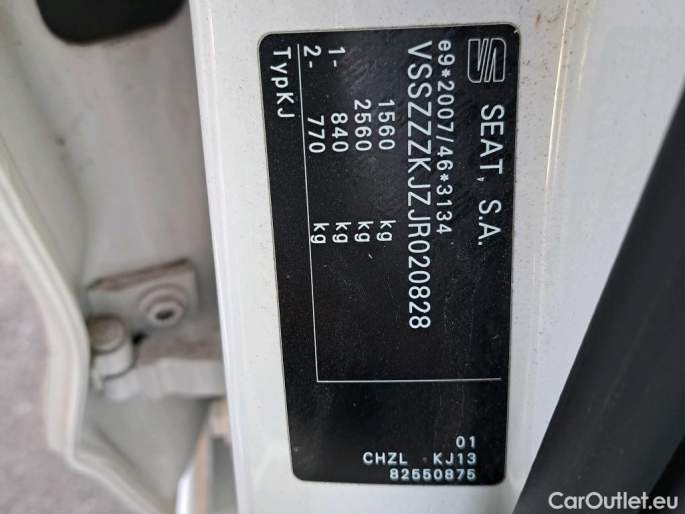 SEAT, S.A.
e9*2007/46*3134
VSSZZZKJZJR020828
1560 kg
2560 kg
1- 840 kg
2- 770 kg
TypKJ
01
CHZL KJ13
82550875
CarOutlet.eu